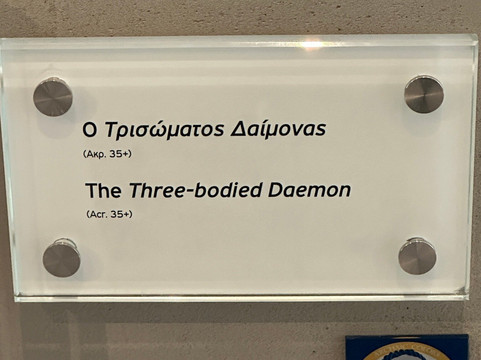 Ο Τρισώματος Δαίμονας
(Ακρ. 35+)
The Three-bodied Daemon
(Acr. 35+)